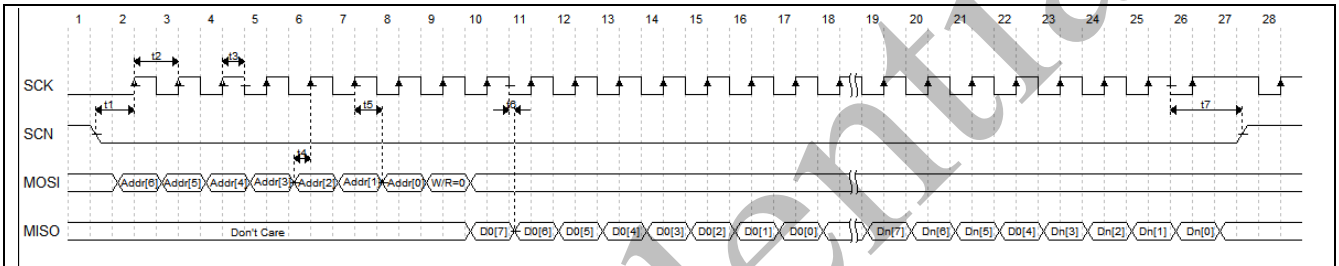 1 2 3 4 5 6 7 8 9 10 11 12 13 14 15 16 17 18 19 20 21 22 23 24 25 26 27 28
t2 t3
SCK
t1 t5 t6 t7
SCN
t4
MOSI Addr[6] Addr[5] Addr[4] Addr[3] Addr[2] Addr[1] Addr[0] W/R=0
MISO Don't Care D0[7] D0[6] D0[5] D0[4] D0[3] D0[2] D0[1] D0[0] Dn[7] Dn[6] Dn[5] D0[4] Dn[3] Dn[2] Dn[1] Dn[0]